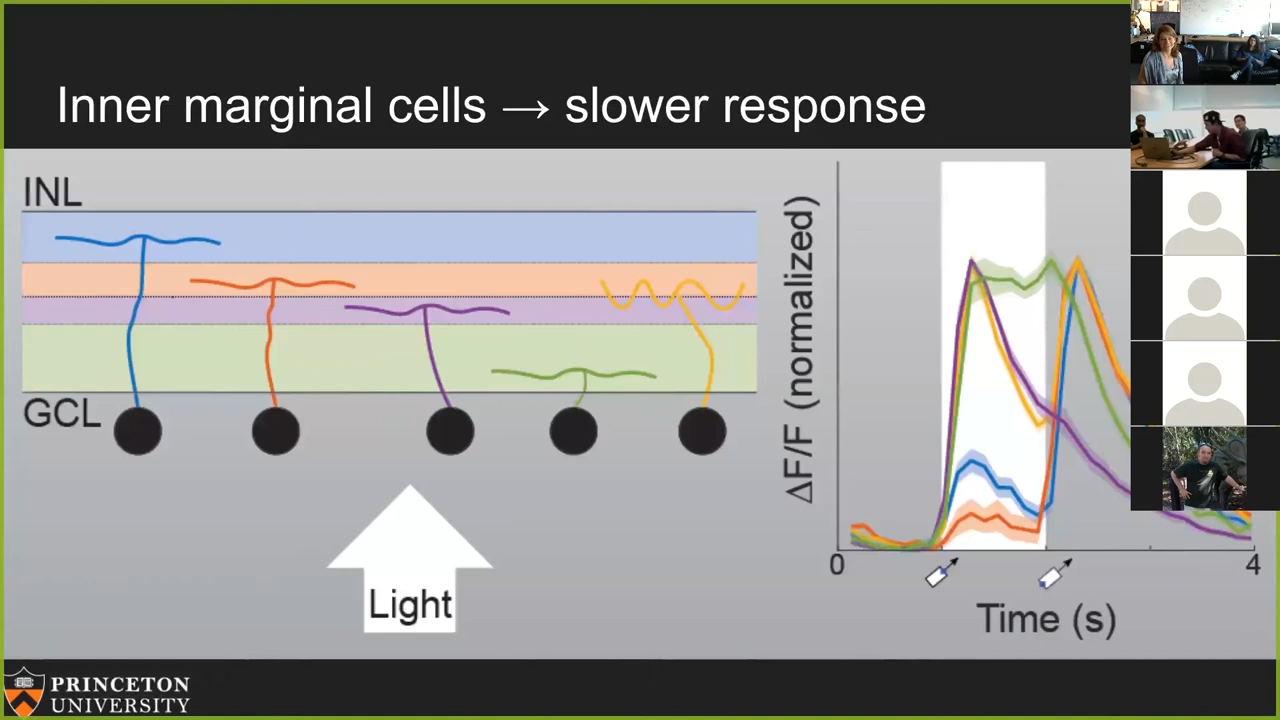 Inner marginal cells → slower response
INL
GCL
Light
ΔF/F (normalized)
0
4
Time (s)
PRINCETON
UNIVERSITY